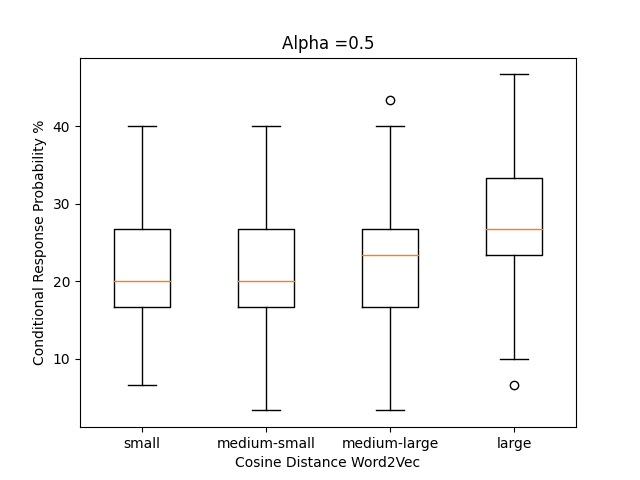 Alpha =0.5
Conditional Response Probability %
40
30
20
10
small medium-small medium-large large
Cosine Distance Word2Vec